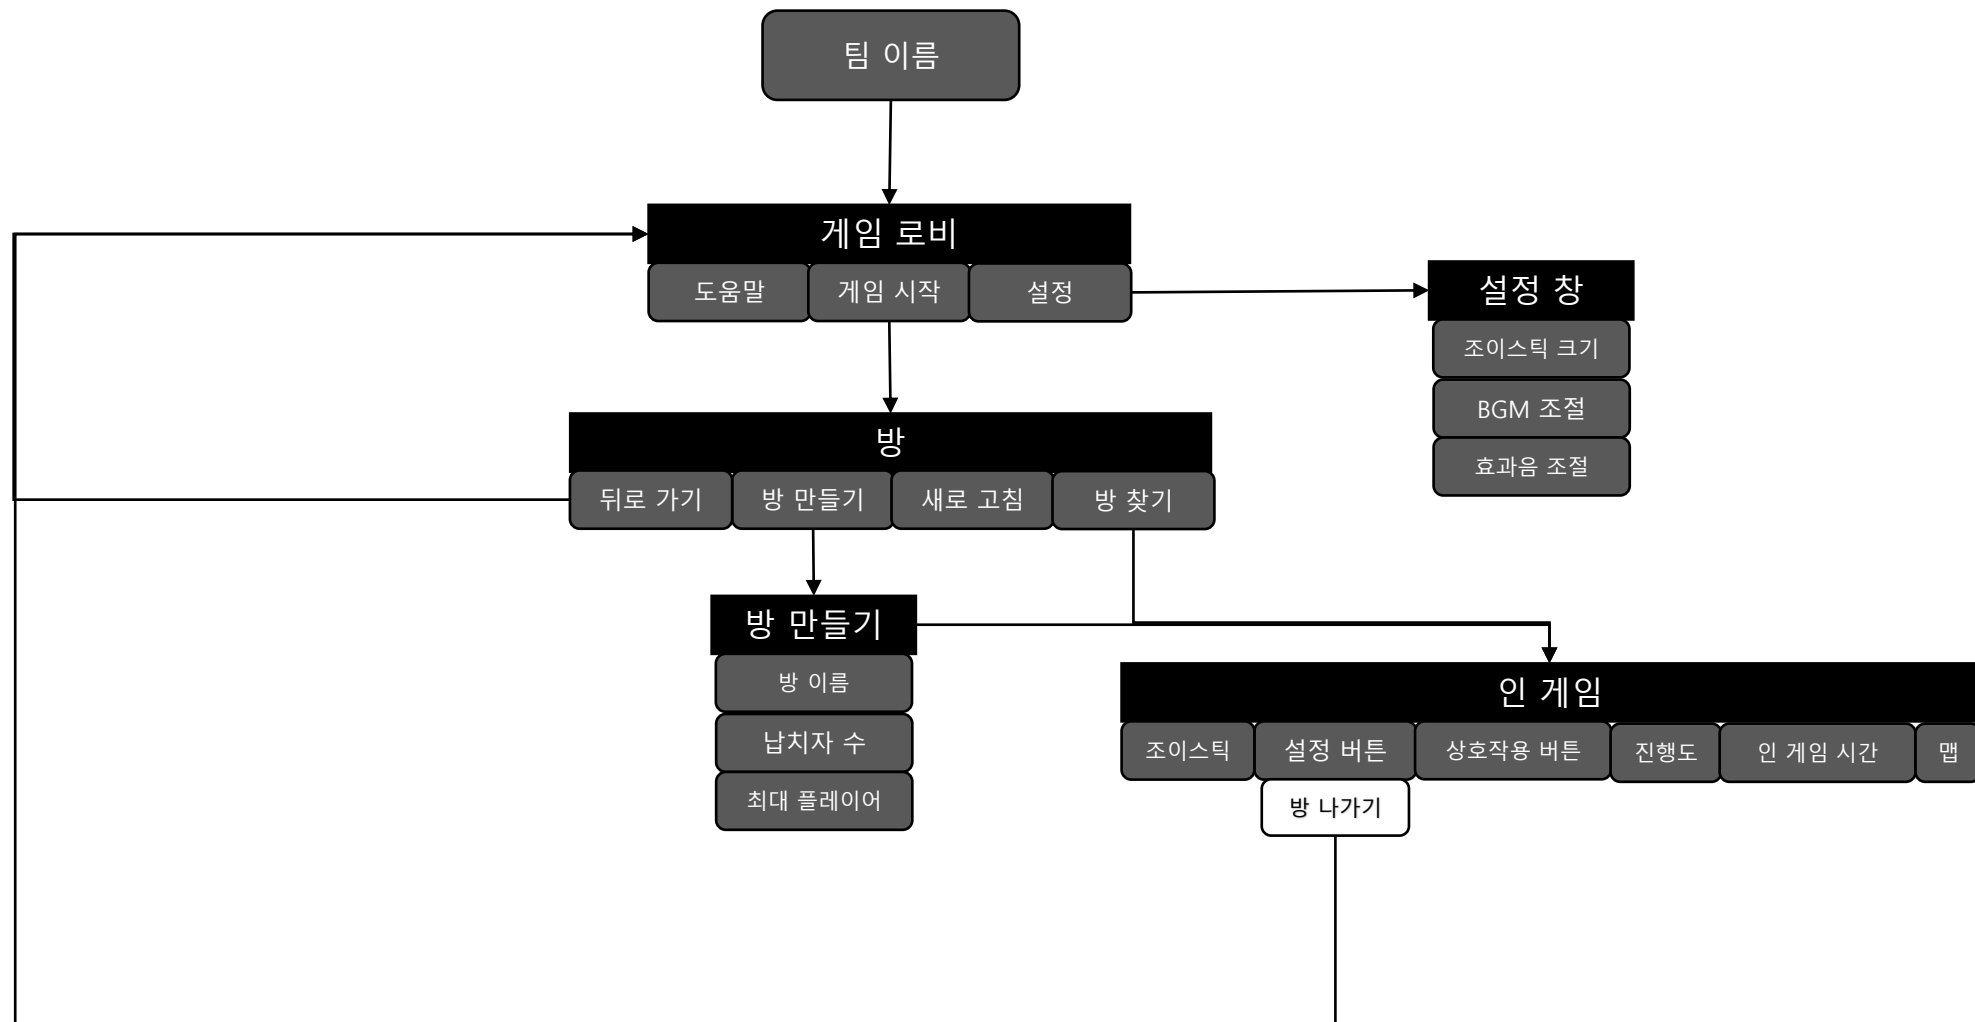 팀 이름
게임 로비
도움말
게임 시작
설정
설정 창
조이스틱 크기
BGM 조절
효과음 조절
방
뒤로 가기
방 만들기
새로 고침
방 찾기
방 만들기
방 이름
납치자 수
최대 플레이어
인 게임
조이스틱
설정 버튼
상호작용 버튼
진행도
인 게임 시간
맵
방 나가기